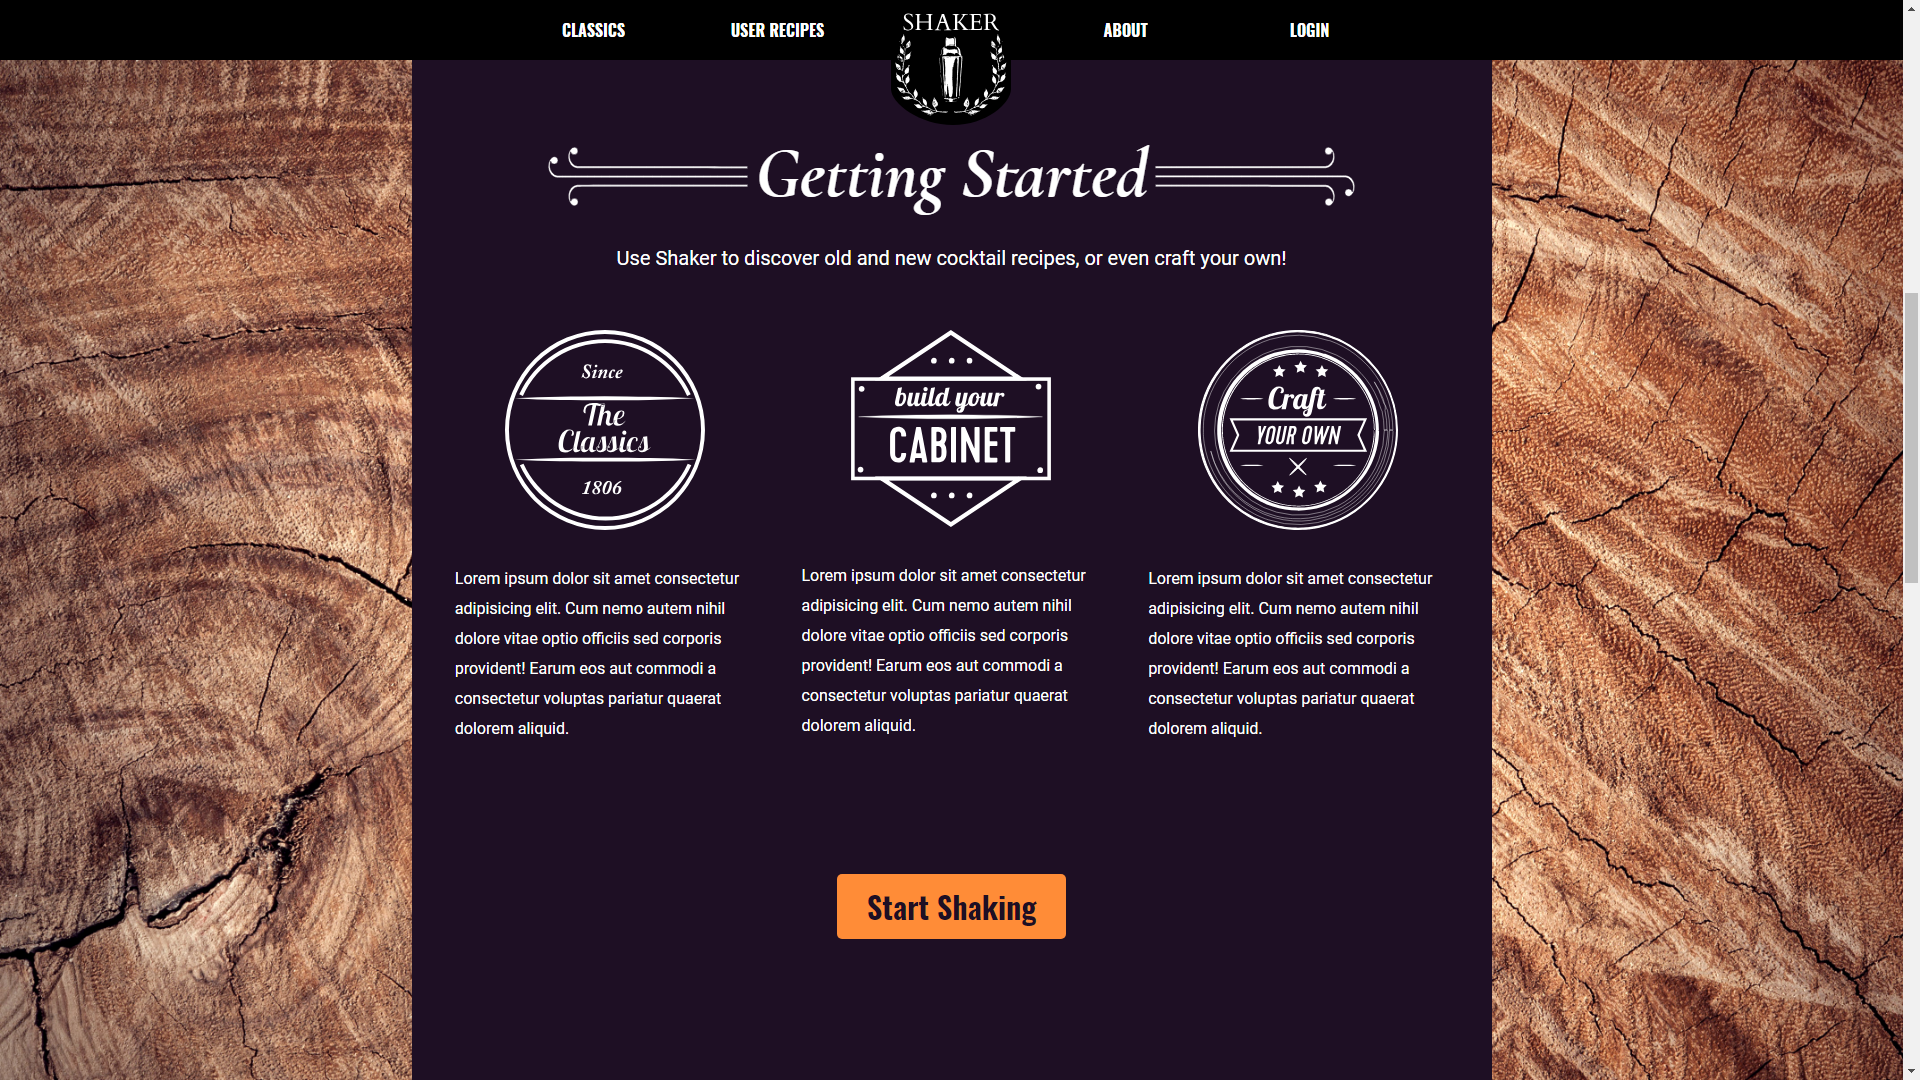 CLASSICS
USER RECIPES
SHAKER
ABOUT
LOGIN
Getting Started
Use Shaker to discover old and new cocktail recipes, or even craft your own!
Since
The
Classics
1806
build your
CABINET
Craft
YOUR OWN
Lorem ipsum dolor sit amet consectetur
adipisicing elit. Cum nemo autem nihil
dolore vitae optio officiis sed corporis
provident! Earum eos aut commodi a
consectetur voluptas pariatur quaerat
dolorem aliquid.
Lorem ipsum dolor sit amet consectetur
adipisicing elit. Cum nemo autem nihil
dolore vitae optio officiis sed corporis
provident! Earum eos aut commodi a
consectetur voluptas pariatur quaerat
dolorem aliquid.
Lorem ipsum dolor sit amet consectetur
adipisicing elit. Cum nemo autem nihil
dolore vitae optio officiis sed corporis
provident! Earum eos aut commodi a
consectetur voluptas pariatur quaerat
dolorem aliquid.
Start Shaking